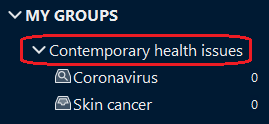 MY GROUPS
Contemporary health issues
Coronavirus 0
Skin cancer 0